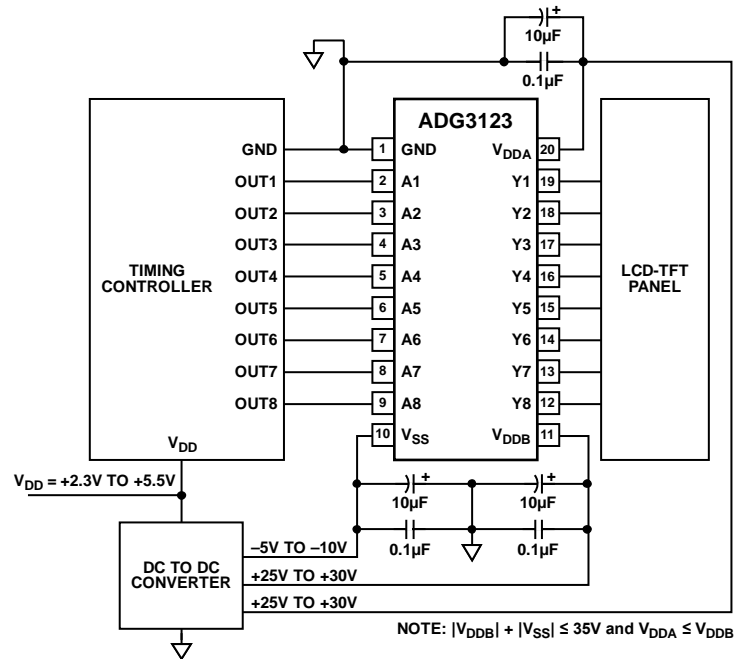 +
10µF
0.1µF
ADG3123
GND 1 GND VDDA 20
OUT1 2 A1 Y1 19
OUT2 3 A2 Y2 18
OUT3 4 A3 Y3 17
OUT4 5 A4 Y4 16
OUT5 6 A5 Y5 15
OUT6 7 A6 Y6 14
OUT7 8 A7 Y7 13
OUT8 9 A8 Y8 12
10 VSS VDDB 11
TIMING
CONTROLLER
LCD-TFT
PANEL
VDD
VDD = +2.3V TO +5.5V
+ +
10µF 10µF
0.1µF 0.1µF
DC TO DC
CONVERTER
–5V TO –10V
+25V TO +30V
+25V TO +30V
NOTE: |VDDB| + |VSS| ≤ 35V and VDDA ≤ VDDB